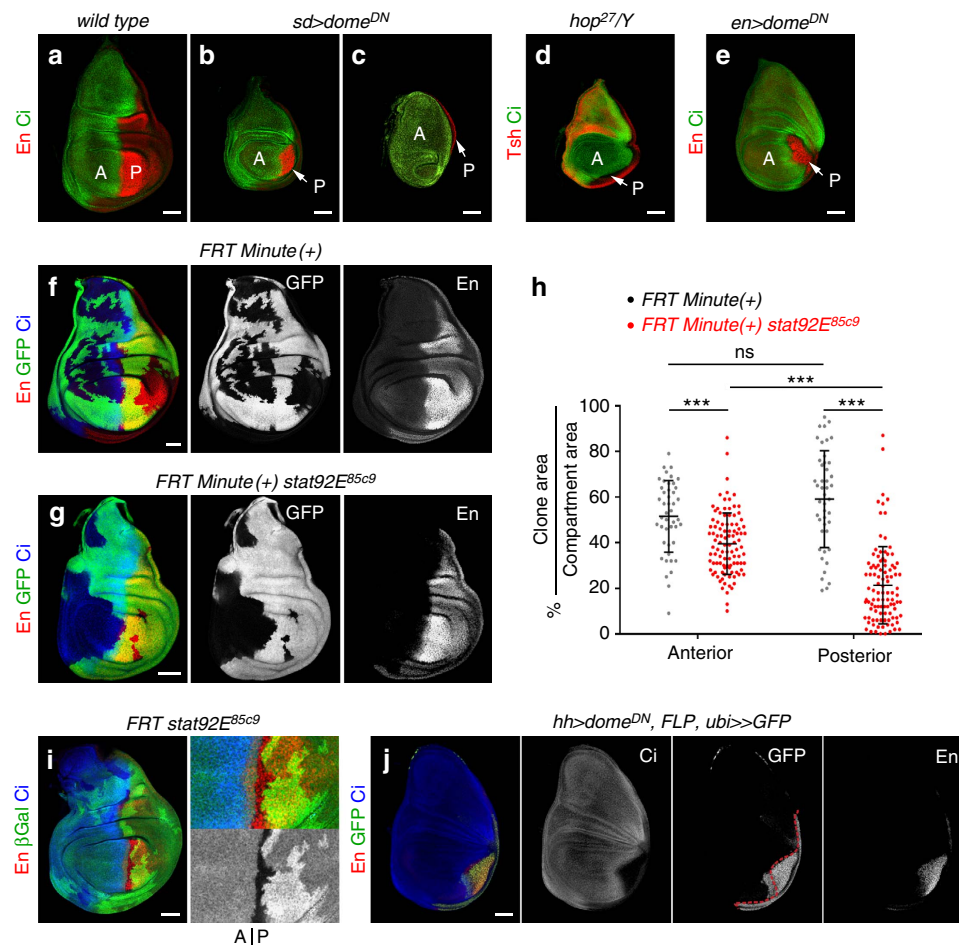 wild type
sd>dome^DN
hop^27/Y
en>dome^DN
a
b
c
d
e
En Ci
A
P
A
P
A
P
Tsh Ci
A
P
En Ci
A
P
FRT Minute(+)
f
GFP
En
En GFP Ci
FRT Minute(+) stat92E^85c9
g
GFP
En
En GFP Ci
h
FRT Minute(+)
FRT Minute(+) stat92E^85c9
ns
***
***
***
% Clone area
Compartment area
100
80
60
40
20
0
Anterior
Posterior
FRT stat92E^85c9
i
En βGal Ci
A|P
hh>dome^DN, FLP, ubi>>GFP
j
Ci
GFP
En
En GFP Ci